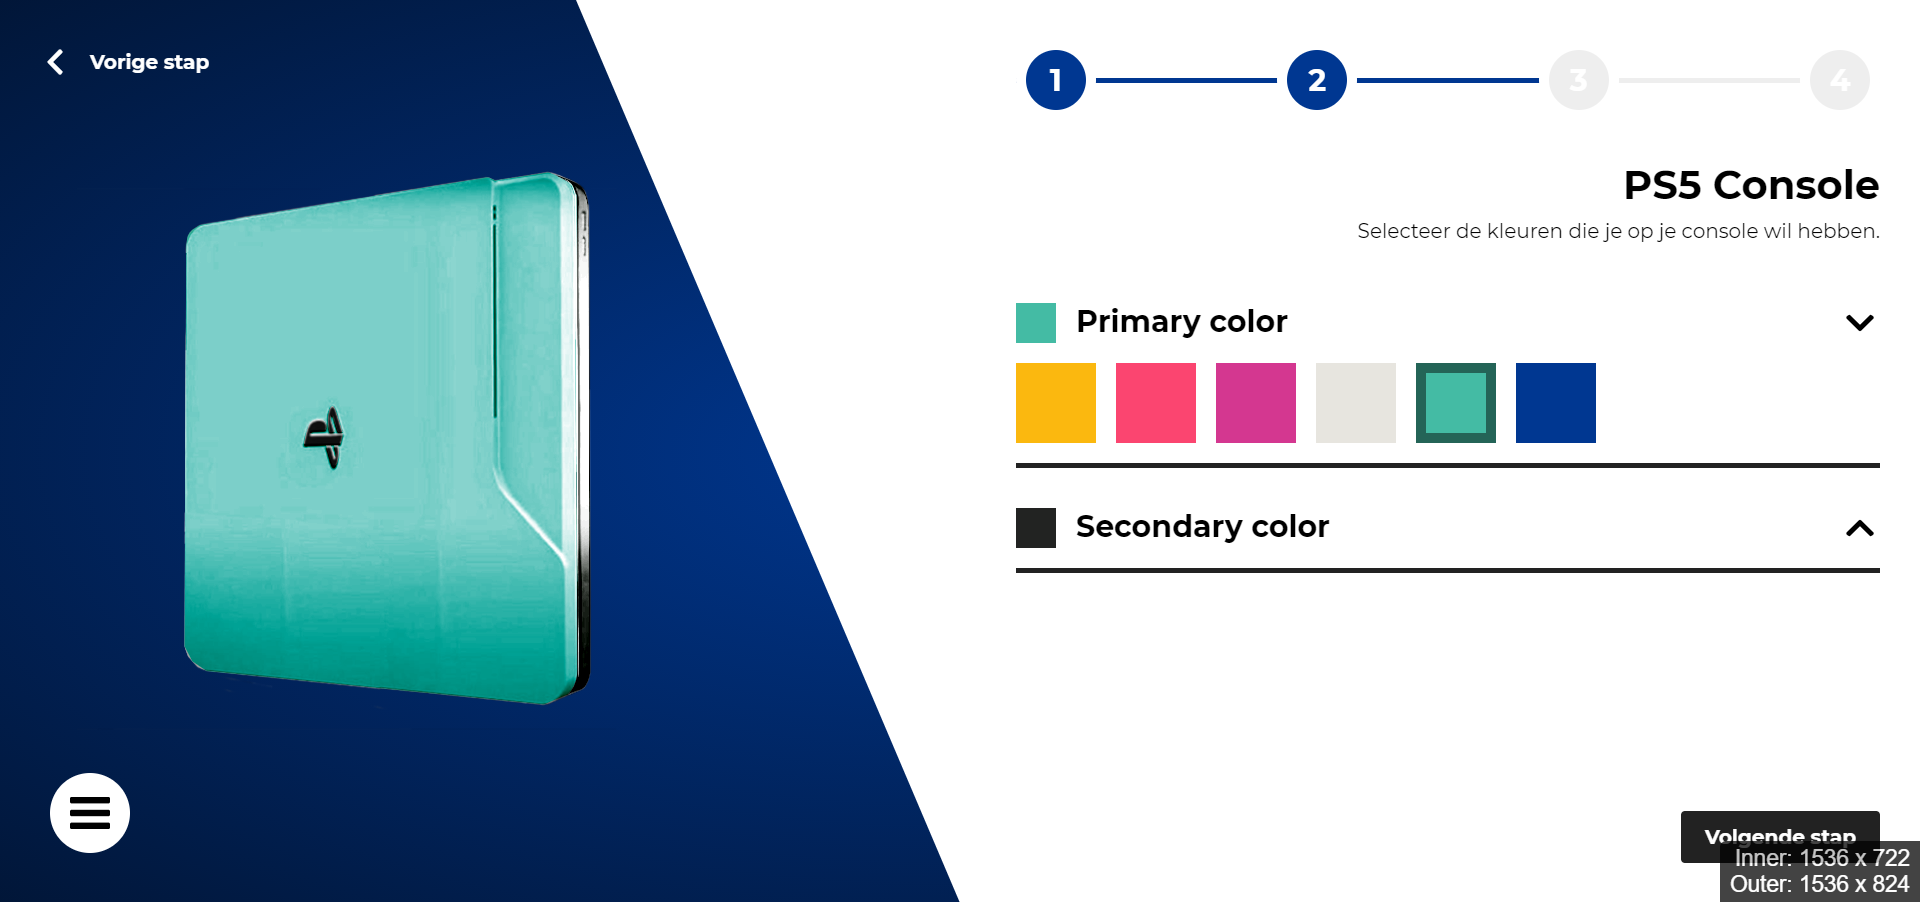 Vorige stap
1 2 3 4
PS5 Console
Selecteer de kleuren die je op je console wil hebben.
Primary color
Secondary color
Volgende stap
Inner: 1536 x 722
Outer: 1536 x 824